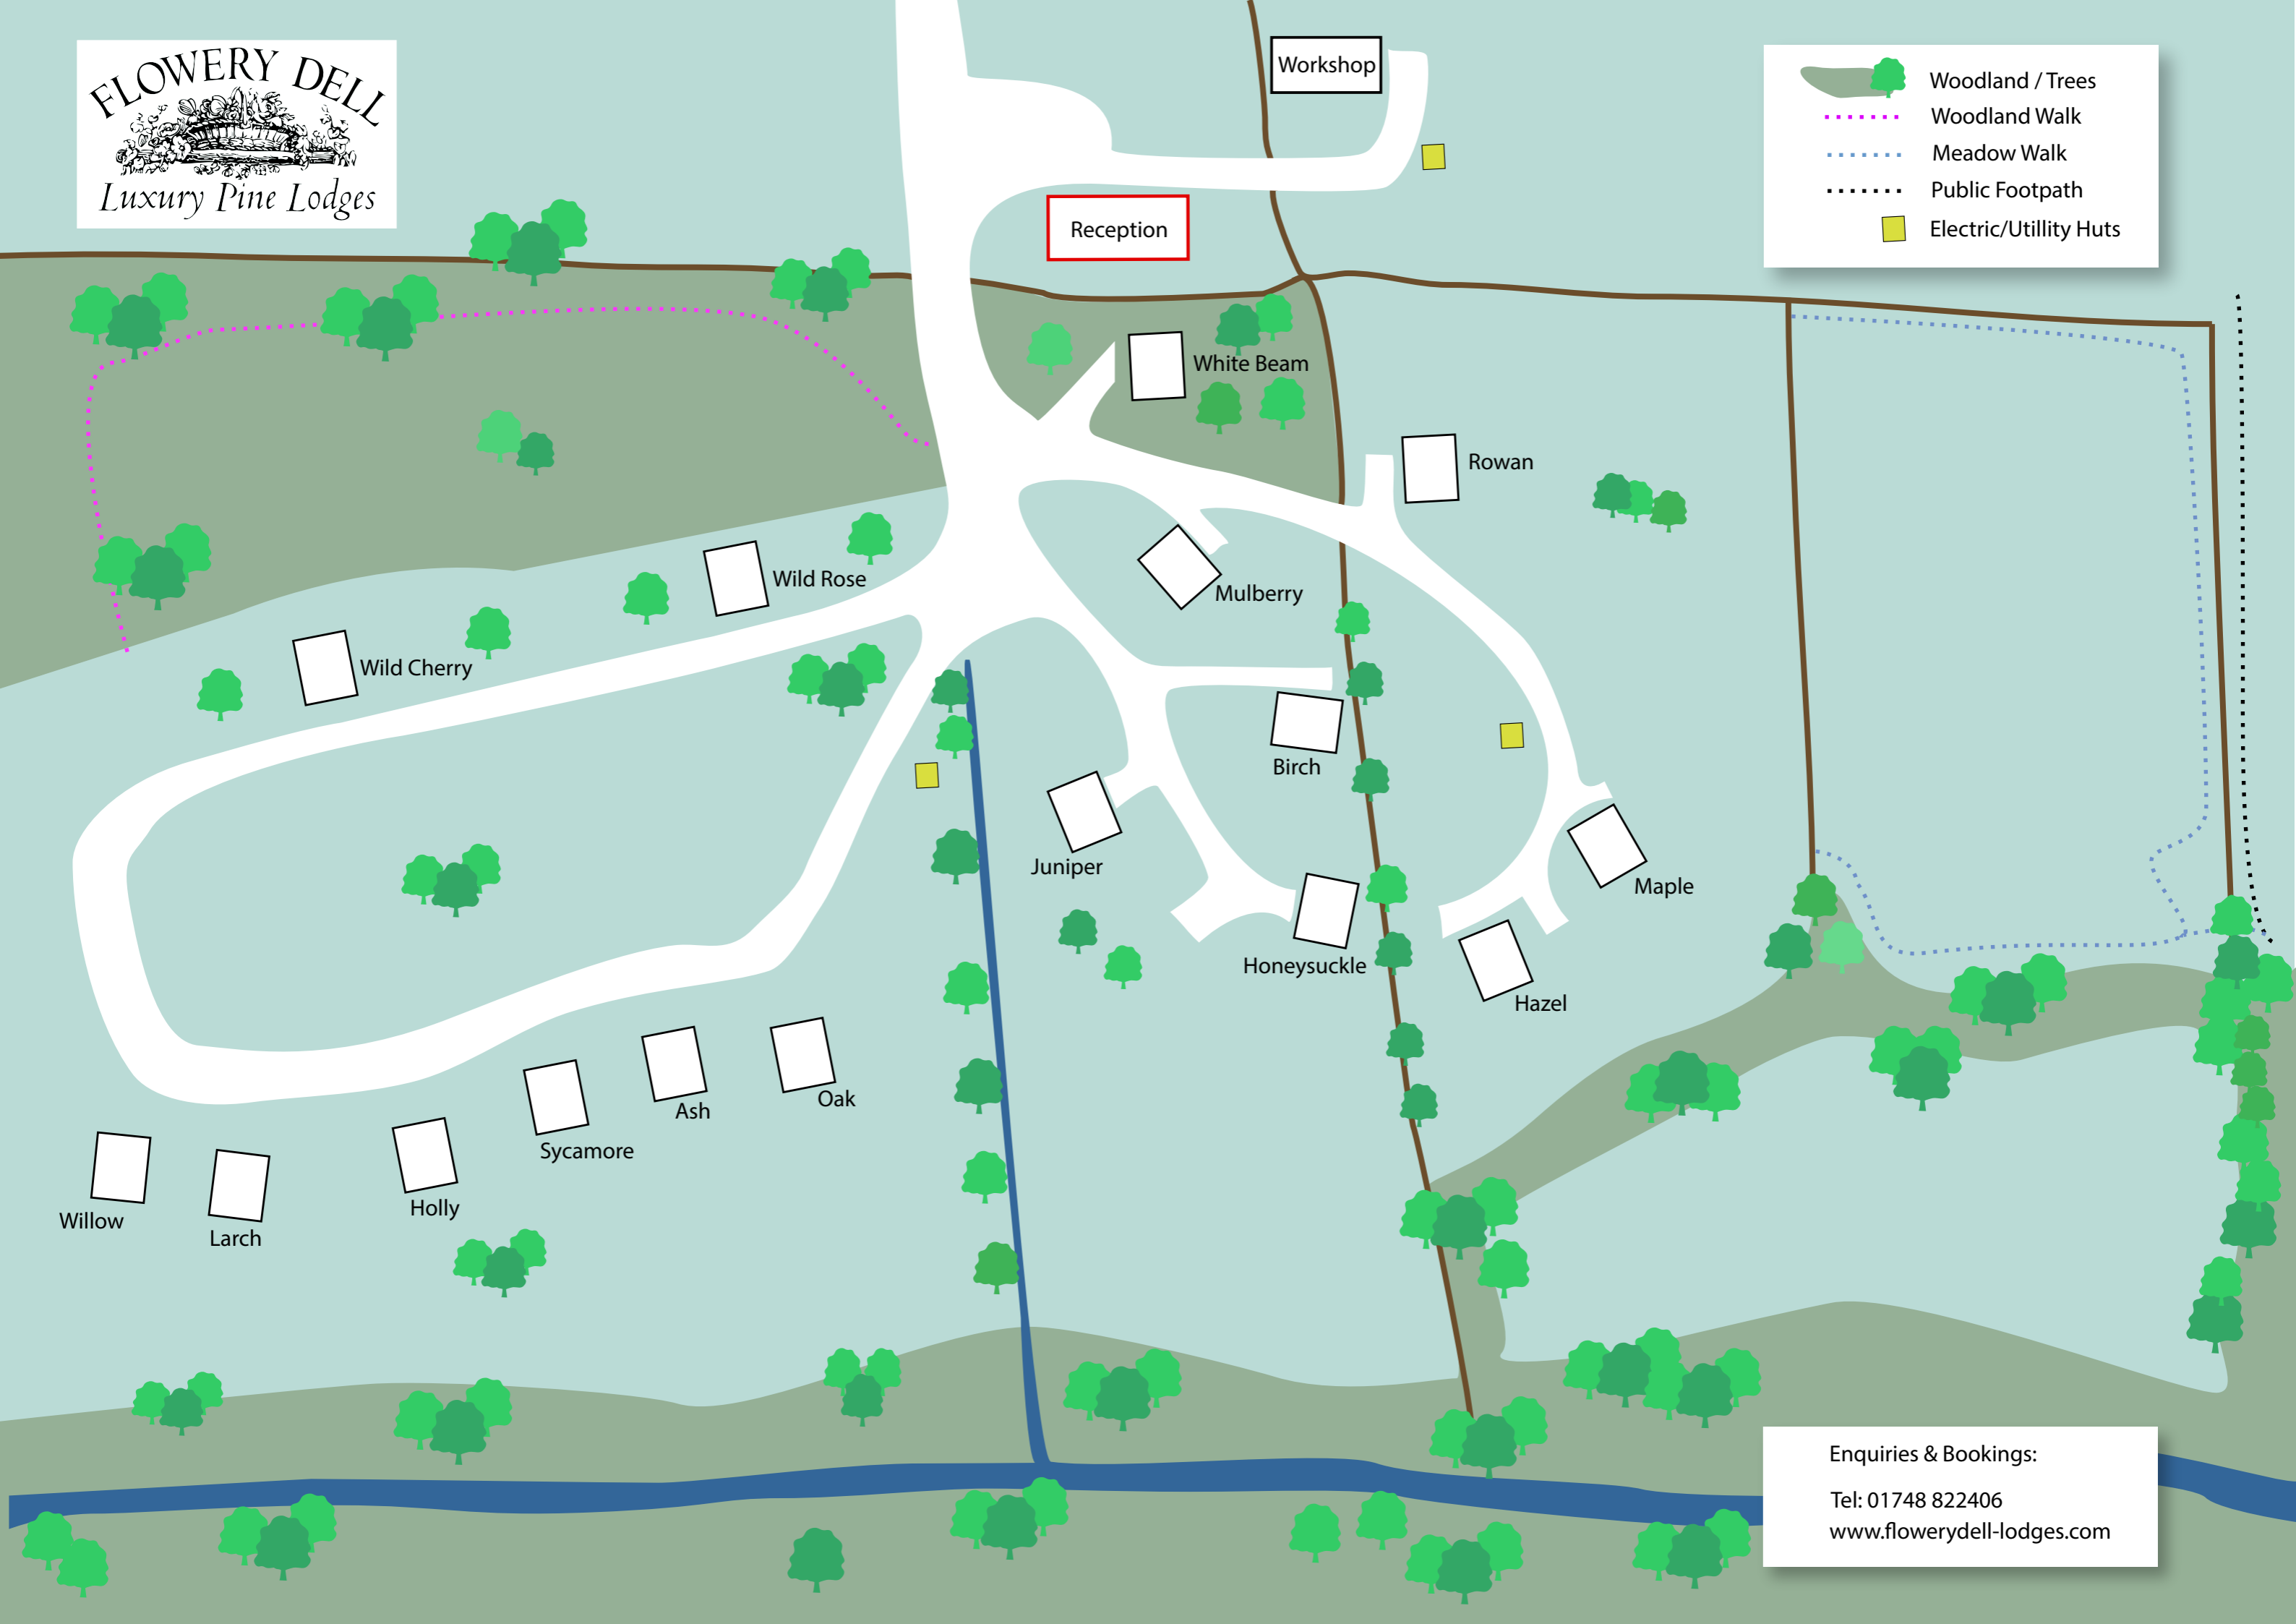 FLOWERY DELL
Luxury Pine Lodges
Workshop
Reception
Woodland / Trees
Woodland Walk
Meadow Walk
Public Footpath
Electric/Utillity Huts
White Beam
Rowan
Wild Rose
Mulberry
Wild Cherry
Birch
Juniper
Maple
Honeysuckle
Hazel
Oak
Ash
Sycamore
Holly
Willow
Larch
Enquiries & Bookings:
Tel: 01748 822406
www.flowerydell-lodges.com